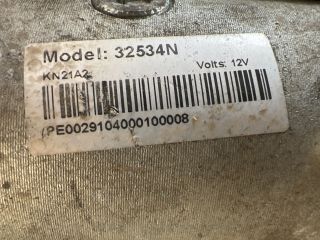 Model: 32534N
KN21A2
Volts: 12V
(PE0029104000100008